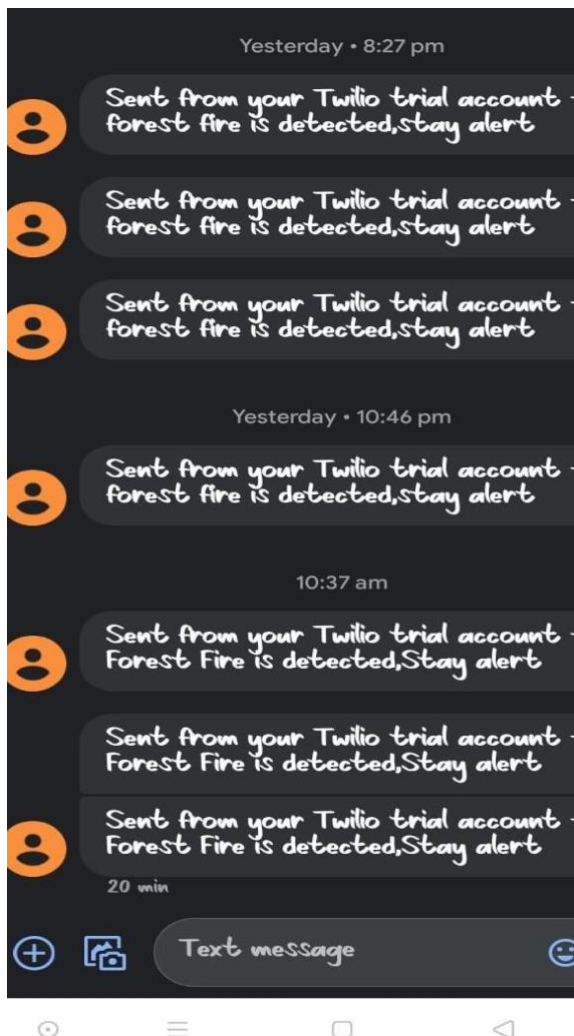 Yesterday • 8:27 pm
Sent from your Twilio trial account -
forest fire is detected,stay alert
Sent from your Twilio trial account -
forest fire is detected,stay alert
Sent from your Twilio trial account -
forest fire is detected,stay alert
Yesterday • 10:46 pm
Sent from your Twilio trial account -
forest fire is detected,stay alert
10:37 am
Sent from your Twilio trial account -
Forest Fire is detected,Stay alert
Sent from your Twilio trial account -
Forest Fire is detected,Stay alert
Sent from your Twilio trial account -
Forest Fire is detected,Stay alert
20 min
Text message